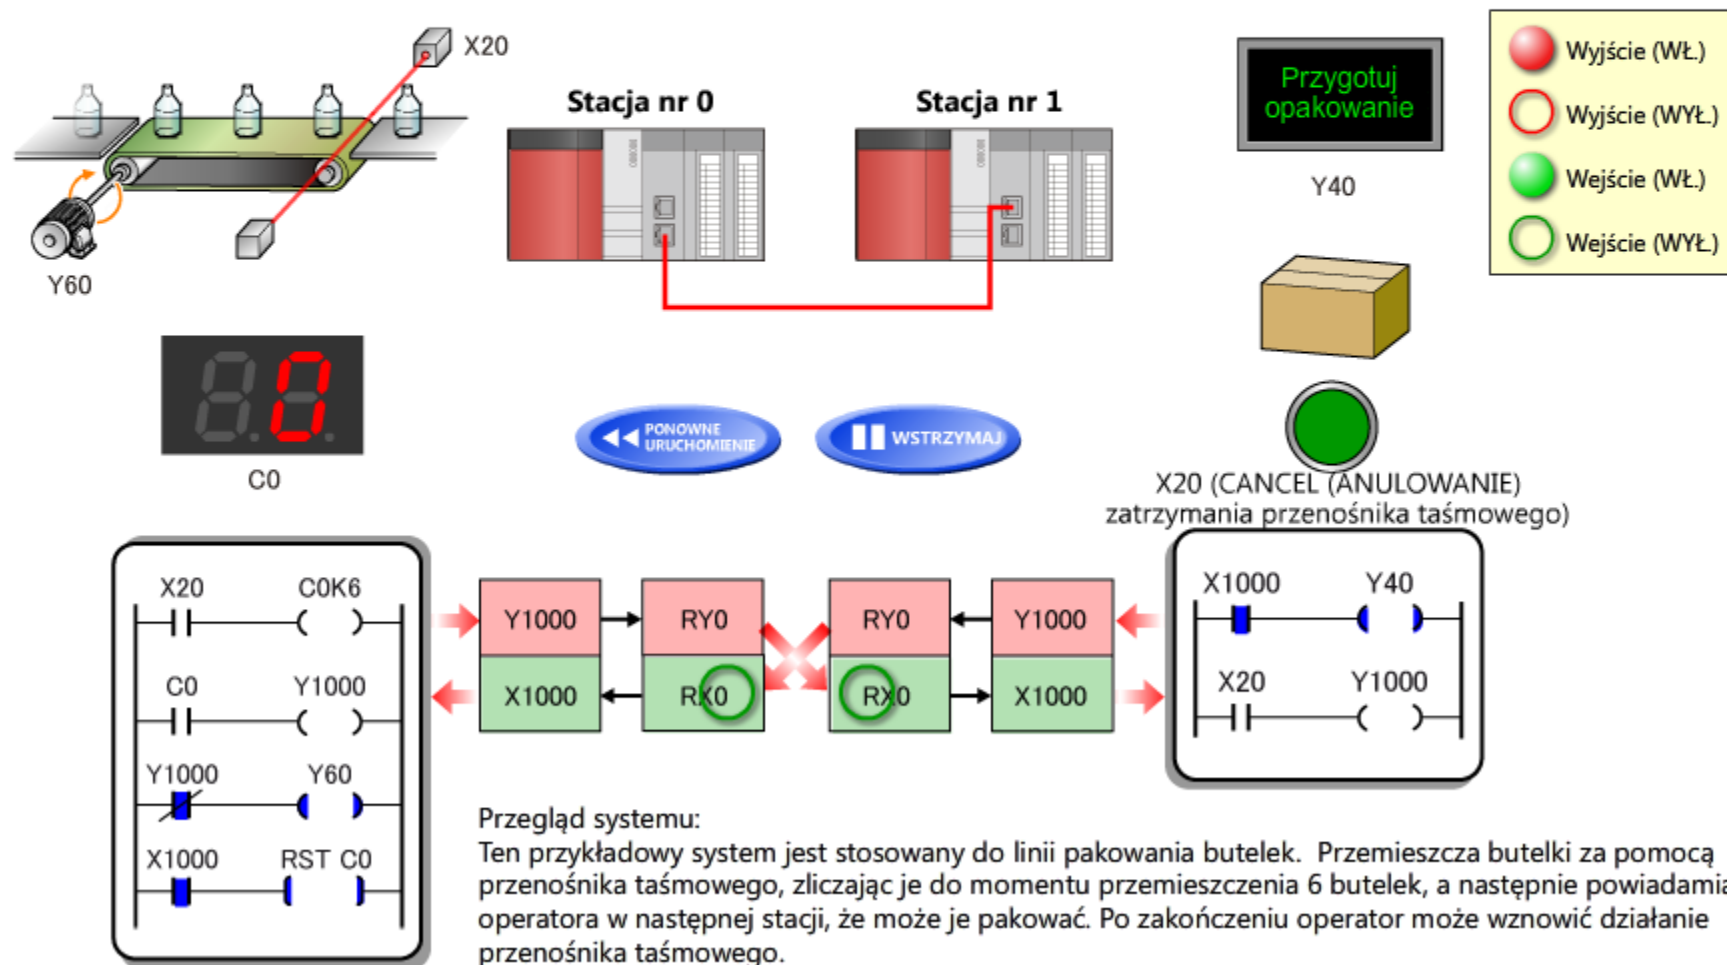 X20
Y60
C0
Stacja nr 0
Stacja nr 1
Przygotuj
opakowanie
Y40
Wyjście (WŁ.)
Wyjście (WYŁ.)
Wejście (WŁ.)
Wejście (WYŁ.)
PONOWNE
URUCHOMIENIE
WSTRZYMAJ
X20 (CANCEL (ANULOWANIE)
zatrzymania przenośnika taśmowego)
X20 C0K6
C0 Y1000
Y1000 Y60
X1000 RST C0
Y1000 RY0 RY0 Y1000
X1000 RX0 RX0 X1000
X1000 Y40
X20 Y1000
Przegląd systemu:
Ten przykładowy system jest stosowany do linii pakowania butelek. Przemieszcza butelki za pomocą
przenośnika taśmowego, zliczając je do momentu przemieszczenia 6 butelek, a następnie powiadamia
operatora w następnej stacji, że może je pakować. Po zakończeniu operator może wznowić działanie
przenośnika taśmowego.
0